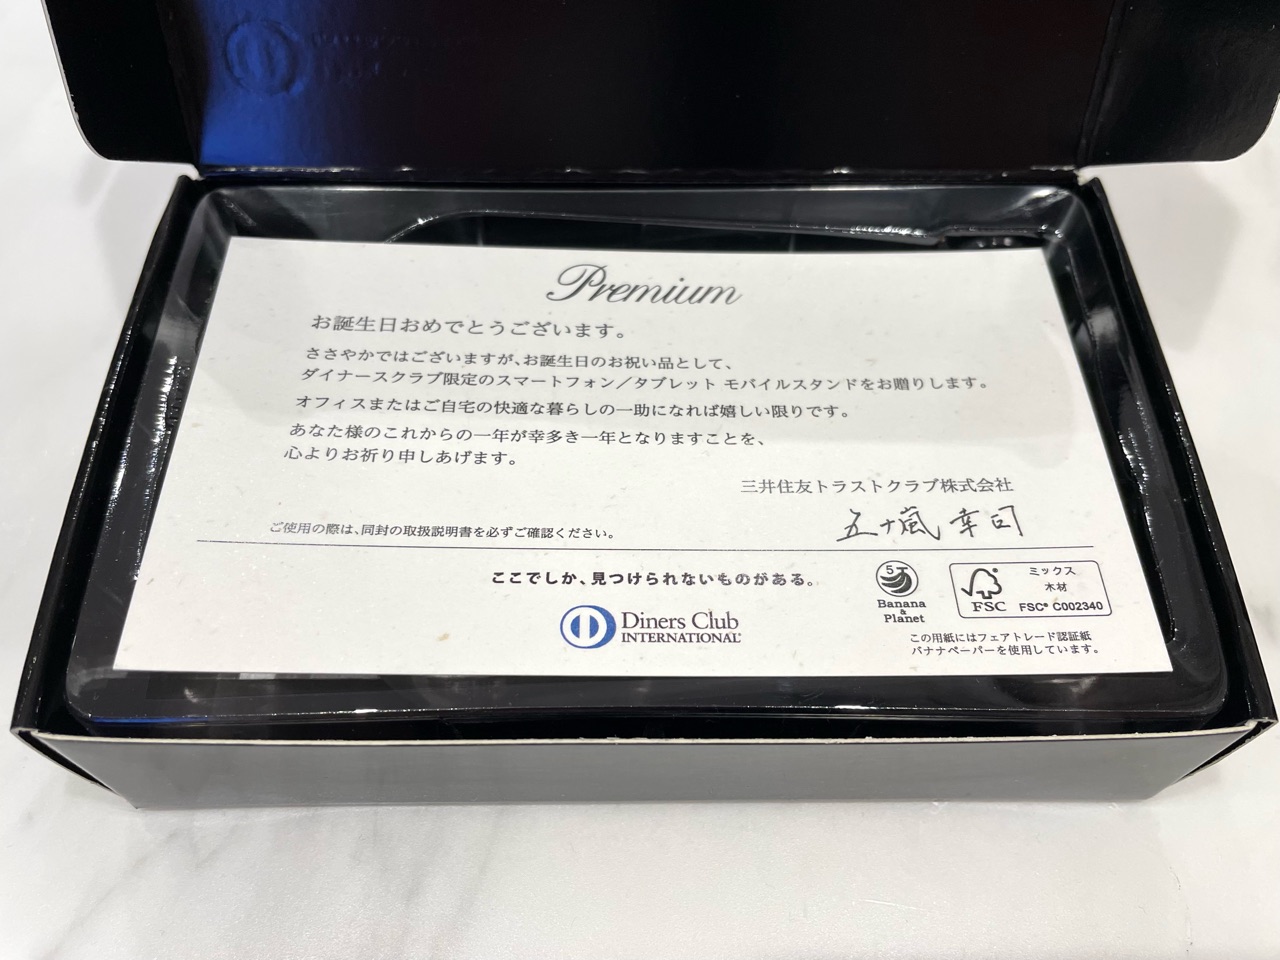 Premium
お誕生日おめでとうございます。
ささやかではございますが、お誕生日のお祝い品として、
ダイナースクラブ限定のスマートフォン／タブレット モバイルスタンドをお贈りします。
オフィスまたはご自宅の快適な暮らしの一助になれば嬉しい限りです。
あなた様のこれからの一年が幸多き一年となりますことを、
心よりお祈り申しあげます。
三井住友トラストクラブ株式会社
五十嵐 幸司
ご使用の際は、同封の取扱説明書を必ずご確認ください。
ここでしか、見つけられないものがある。
Diners Club
INTERNATIONAL®
5
Banana
&
Planet
FSC
ミックス
木材
FSC® C002340
この用紙にはフェアトレード認証紙
バナナペーパーを使用しています。